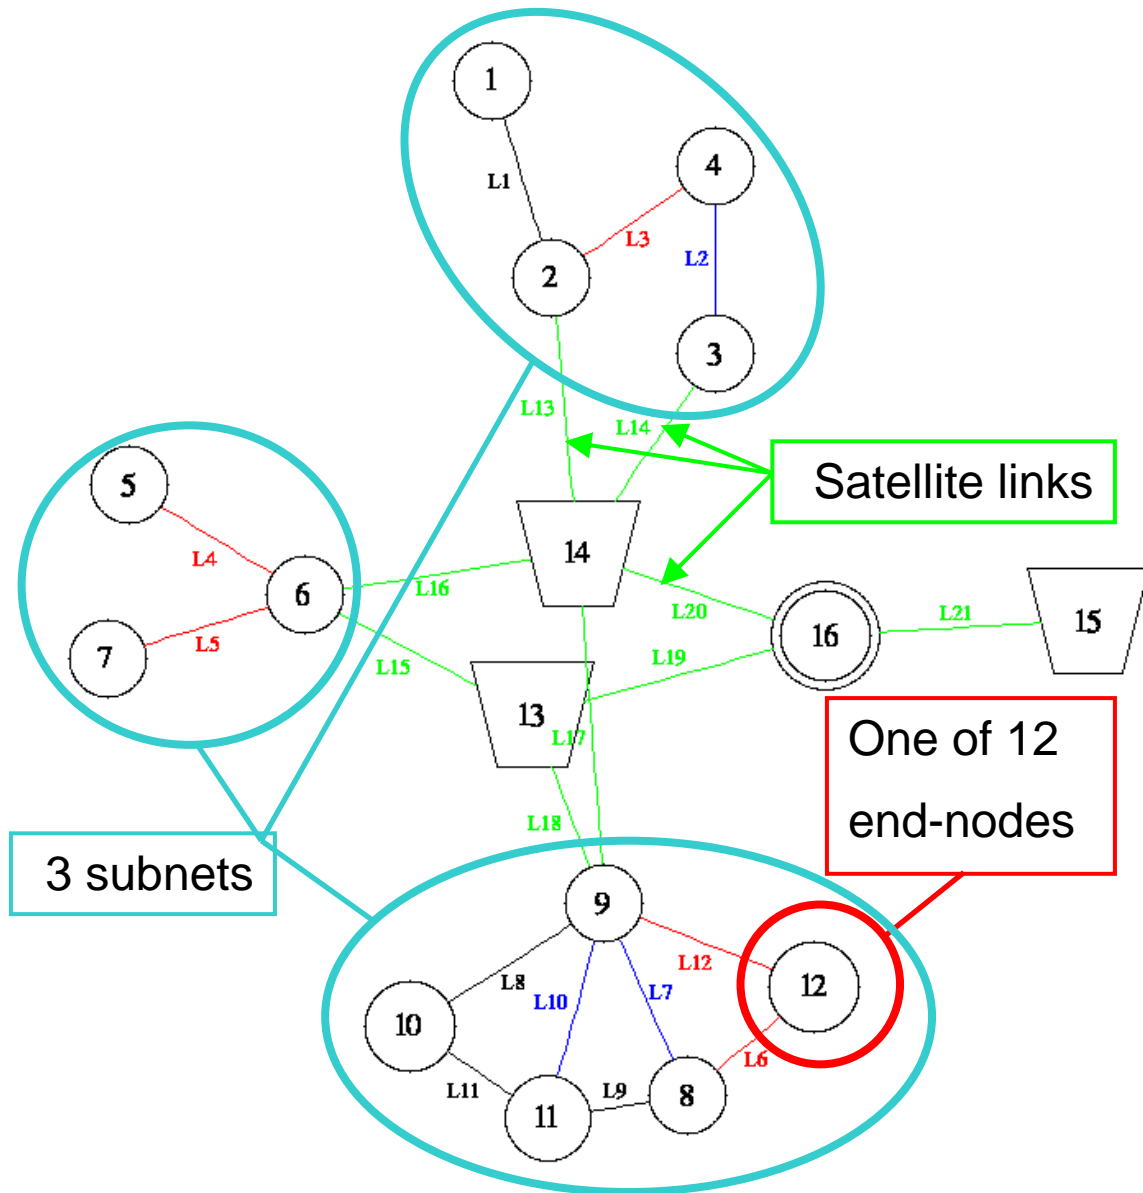 1
4
L1
L3
L2
2
3
L13
L14
Satellite links
5
L4
14
6
L16
L20
15
7
L5
L15
L19
16
L21
13
L17
One of 12
end-nodes
L18
3 subnets
9
L12
L8
L10
L7
12
10
L6
L11
L9
8
11